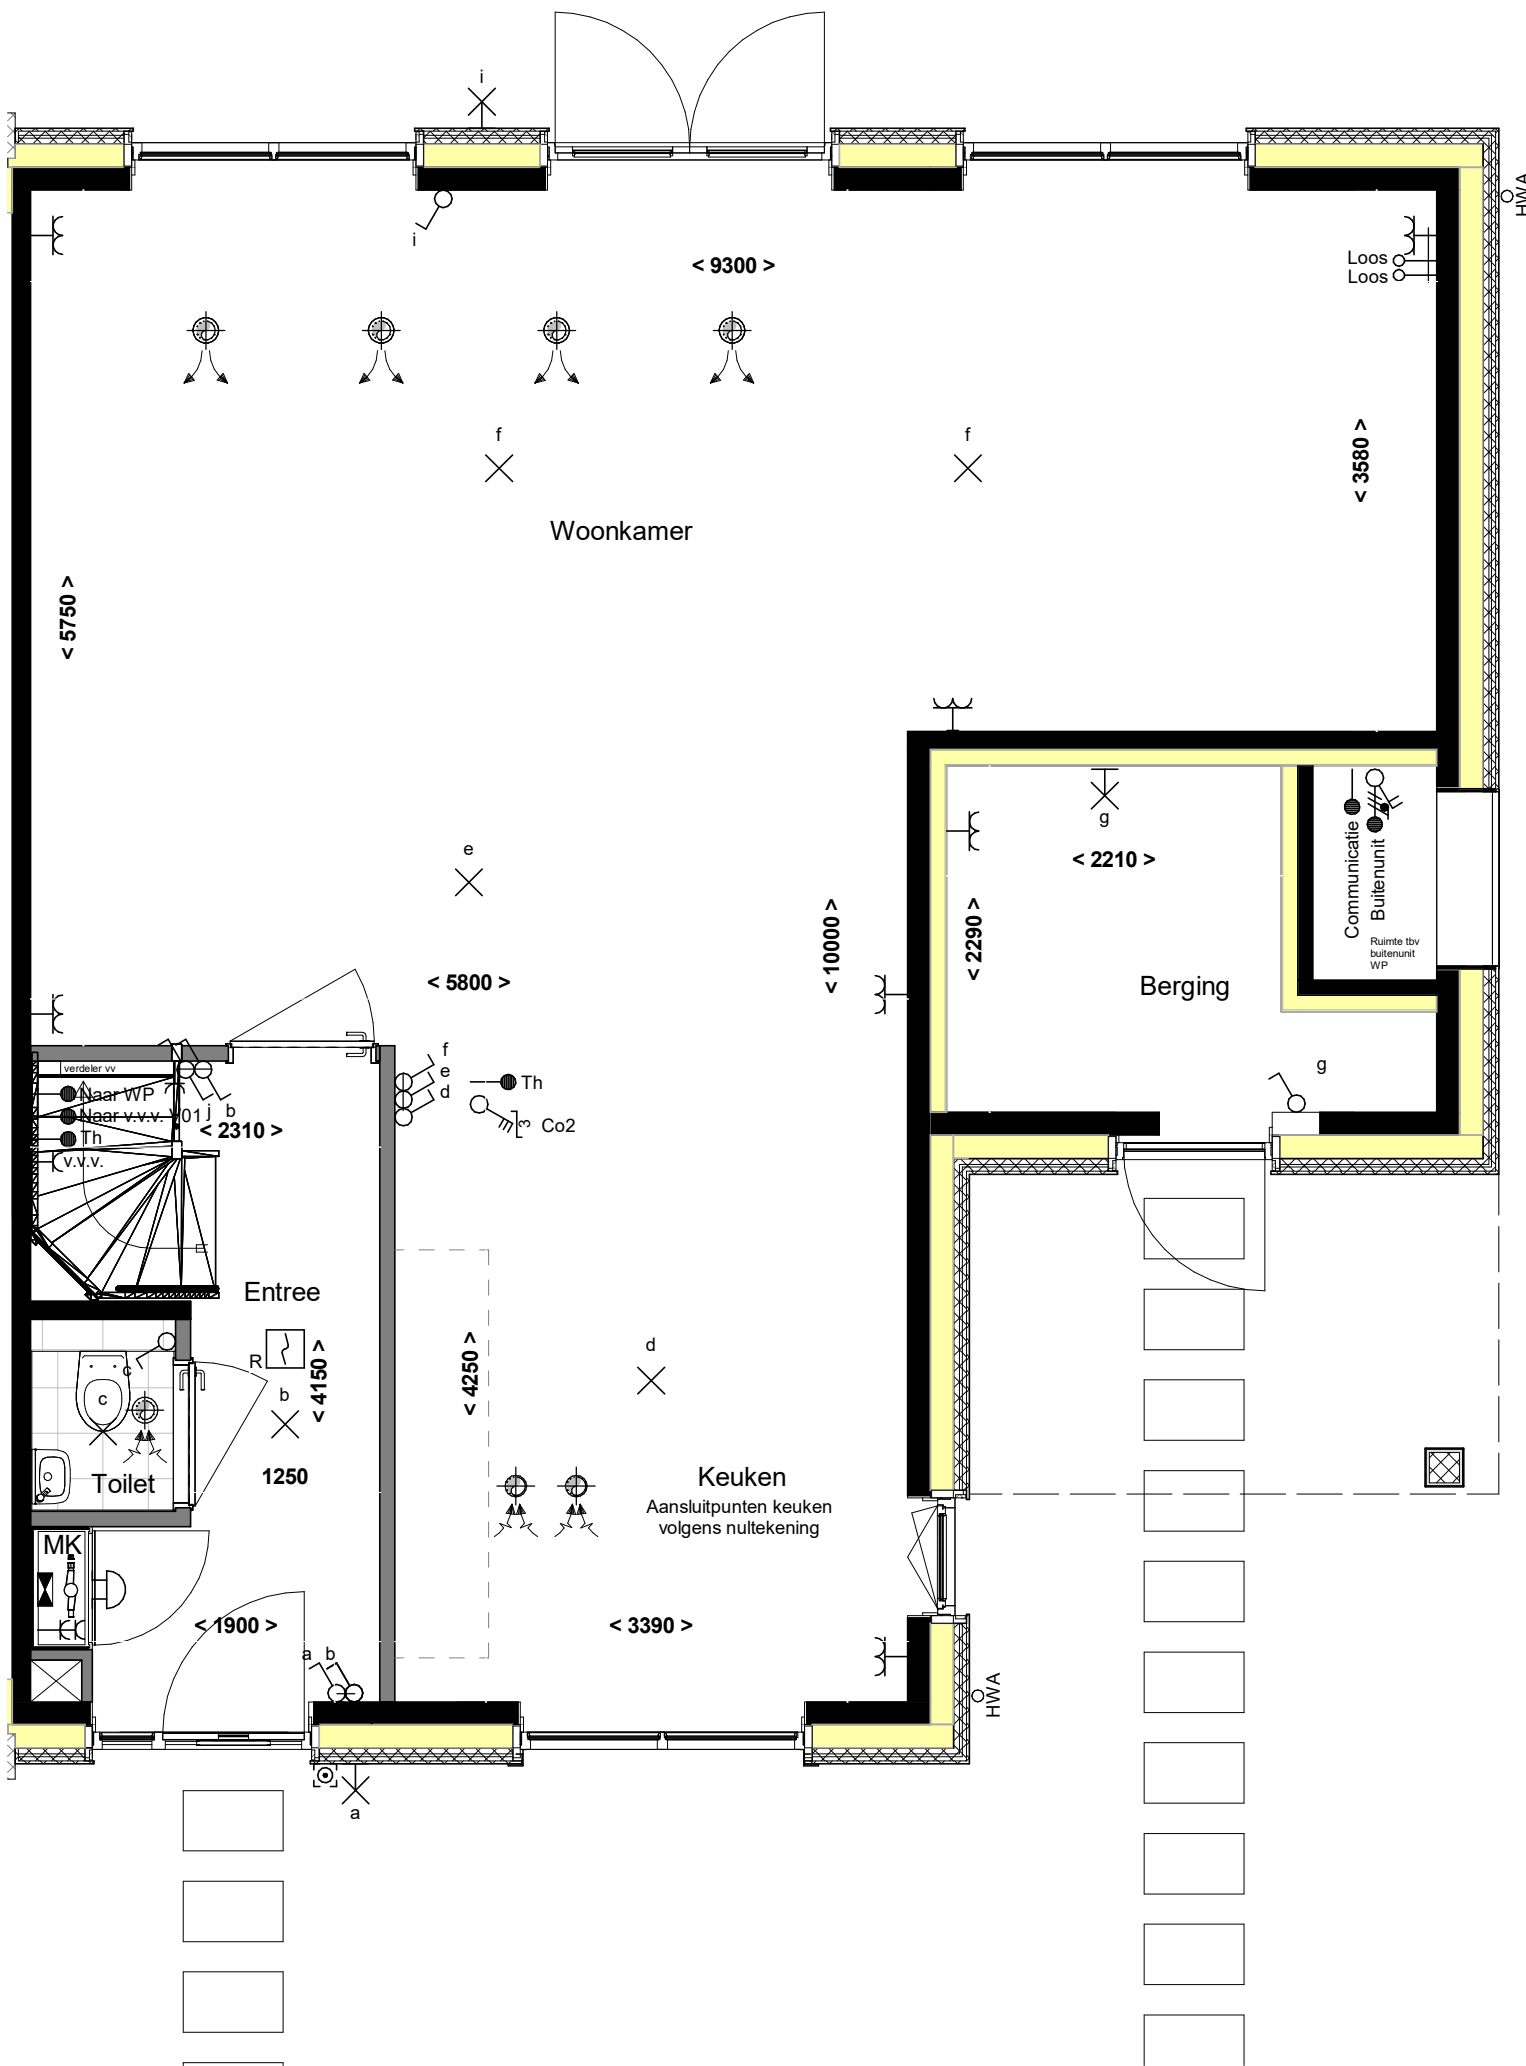 i
HWA
i
< 9300 >
Loos
Loos
f
f
< 3580 >
Woonkamer
< 5750 >
g
e
< 2210 >
Communicatie
Buitenunit
< 10000 >
< 2290 >
Ruimte tbv
buitenunit
WP
< 5800 >
Berging
f
e
d
Th
Co2
g
verdeler vv
Naar WP
Naar v.v.v. V01
j
b
Th
< 2310 >
v.v.v.
Entree
R
< 4150 >
< 4250 >
d
c
c
b
1250
Toilet
Keuken
Aansluitpunten keuken
volgens nultekening
MK
< 1900 >
< 3390 >
a
b
HWA
a
3